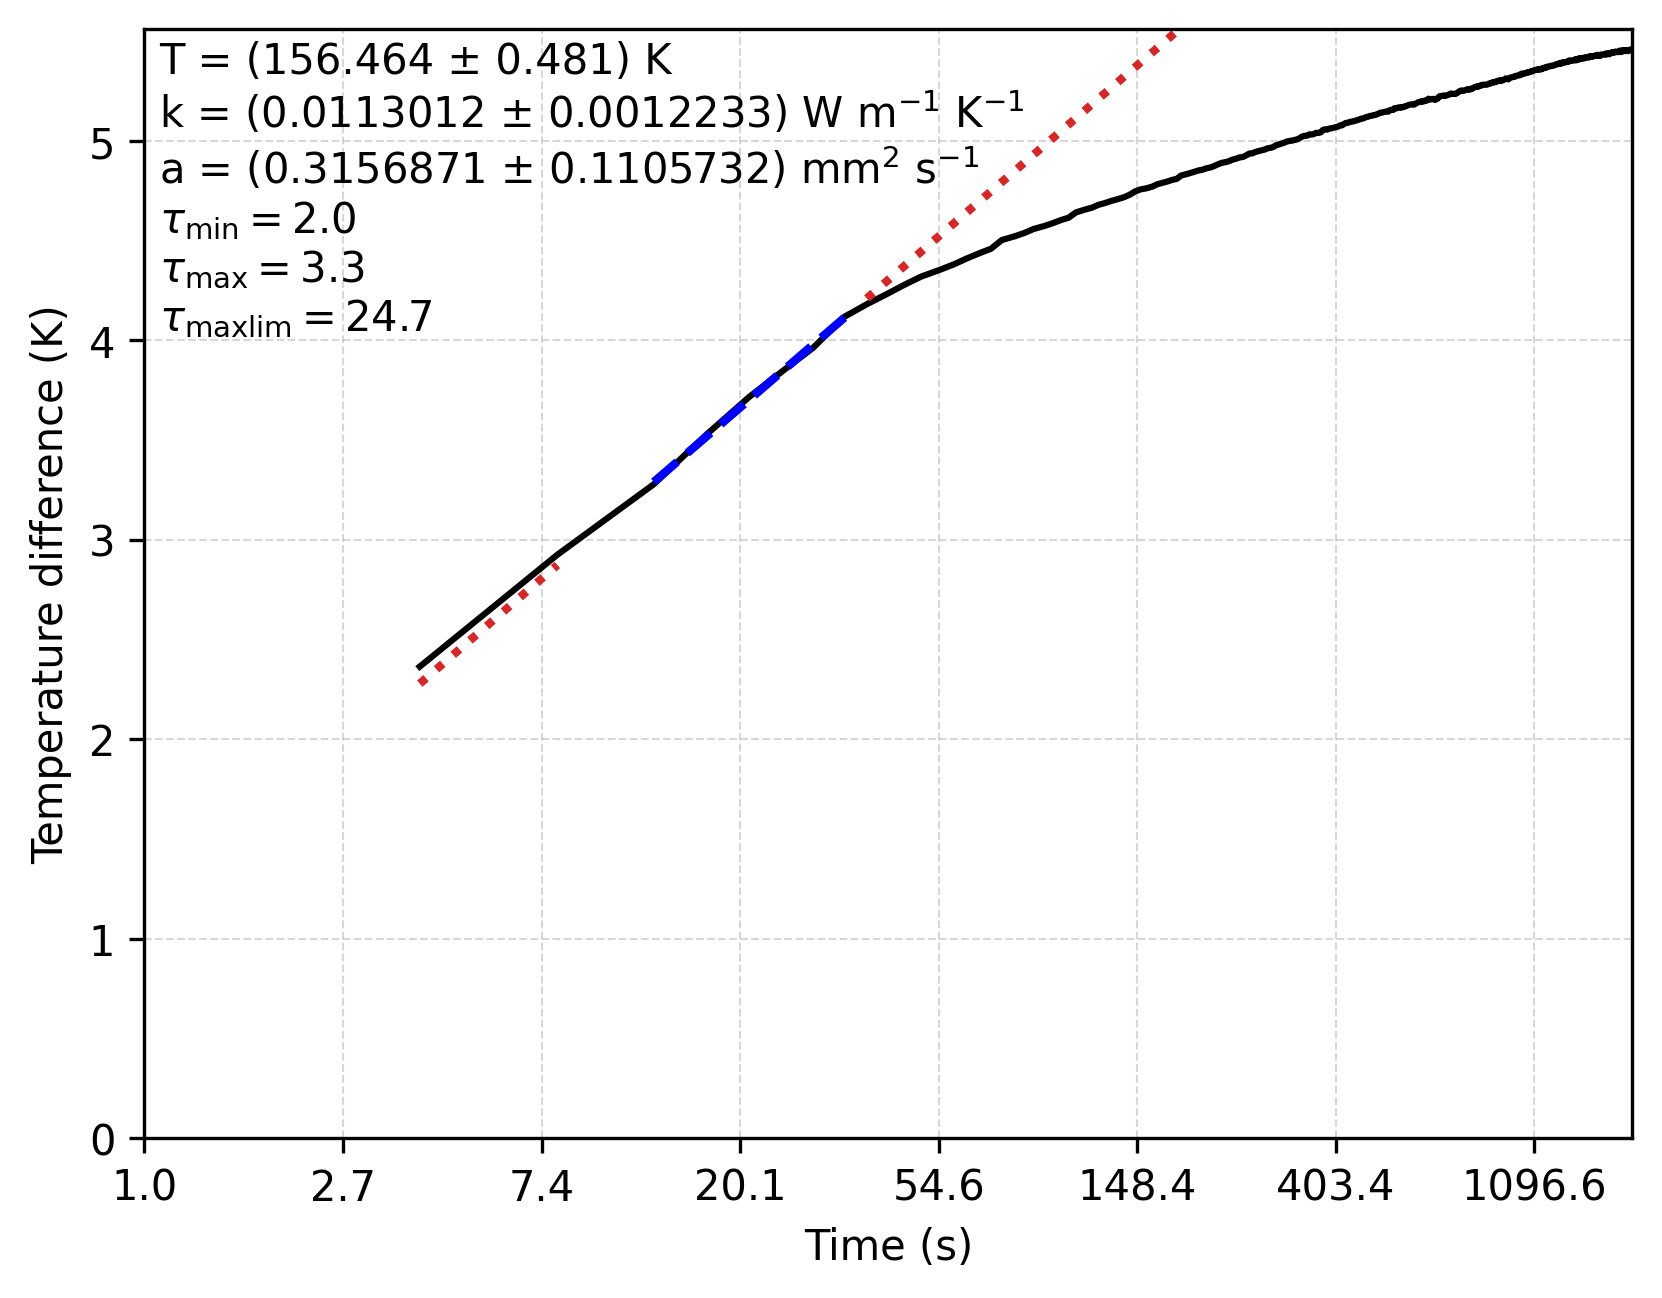 T = (156.464 ± 0.481) K
k = (0.0113012 ± 0.0012233) W m⁻¹ K⁻¹
a = (0.3156871 ± 0.1105732) mm² s⁻¹
τmin = 2.0
τmax = 3.3
τmaxlim = 24.7
5
4
3
2
1
0
Temperature difference (K)
1.0 2.7 7.4 20.1 54.6 148.4 403.4 1096.6
Time (s)